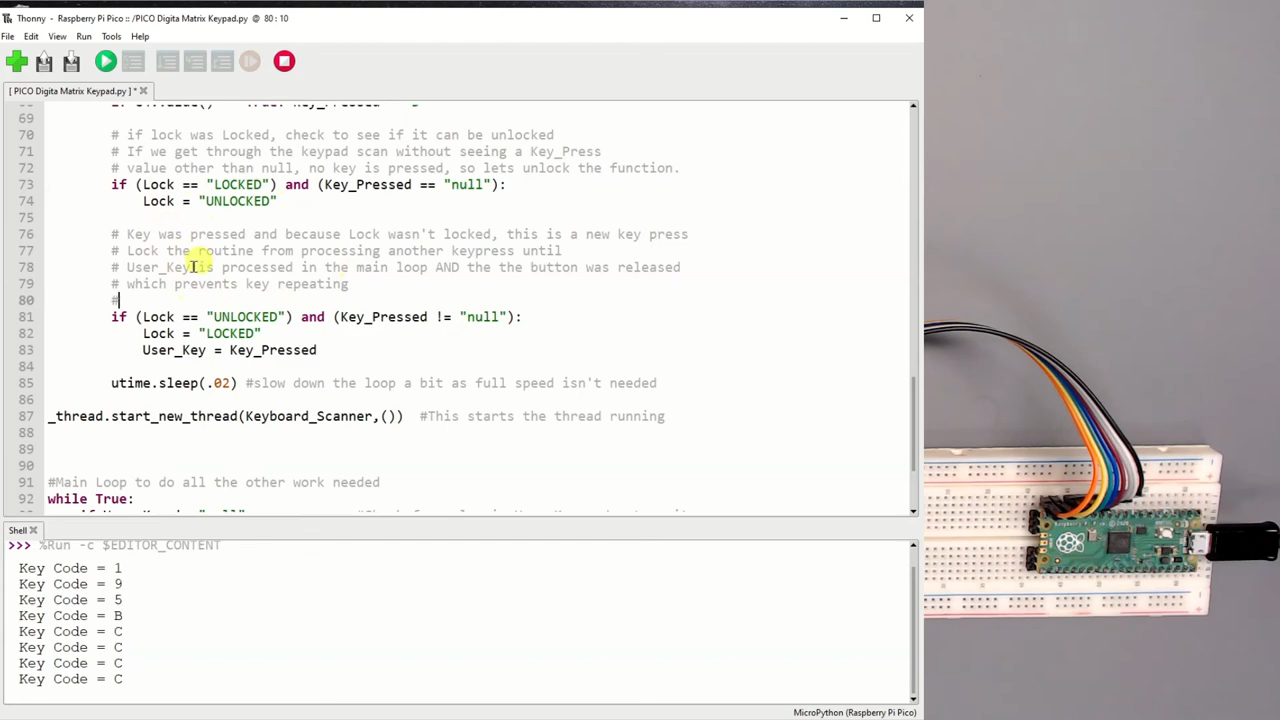 Thonny - Raspberry Pi Pico :: /PICO Digita Matrix Keypad.py @ 80 : 10
File Edit View Run Tools Help
[ PICO Digita Matrix Keypad.py ] *
69
70 # if lock was Locked, check to see if it can be unlocked
71 # If we get through the keypad scan without seeing a Key_Press
72 # value other than null, no key is pressed, so lets unlock the function.
73 if (Lock == "LOCKED") and (Key_Pressed == "null"):
74 Lock = "UNLOCKED"
75
76 # Key was pressed and because Lock wasn't locked, this is a new key press
77 # Lock the routine from processing another keypress until
78 # User_Key is processed in the main loop AND the the button was released
79 # which prevents key repeating
80 #
81 if (Lock == "UNLOCKED") and (Key_Pressed != "null"):
82 Lock = "LOCKED"
83 User_Key = Key_Pressed
84
85 utime.sleep(.02) #slow down the loop a bit as full speed isn't needed
86
87 _thread.start_new_thread(Keyboard_Scanner,()) #This starts the thread running
88
89
90
91 #Main Loop to do all the other work needed
92 while True:
Shell
>>> %Run -c $EDITOR_CONTENT
Key Code = 1
Key Code = 9
Key Code = 5
Key Code = B
Key Code = C
Key Code = C
Key Code = C
Key Code = C
MicroPython (Raspberry Pi Pico)
Raspberry Pi Pico © 2020